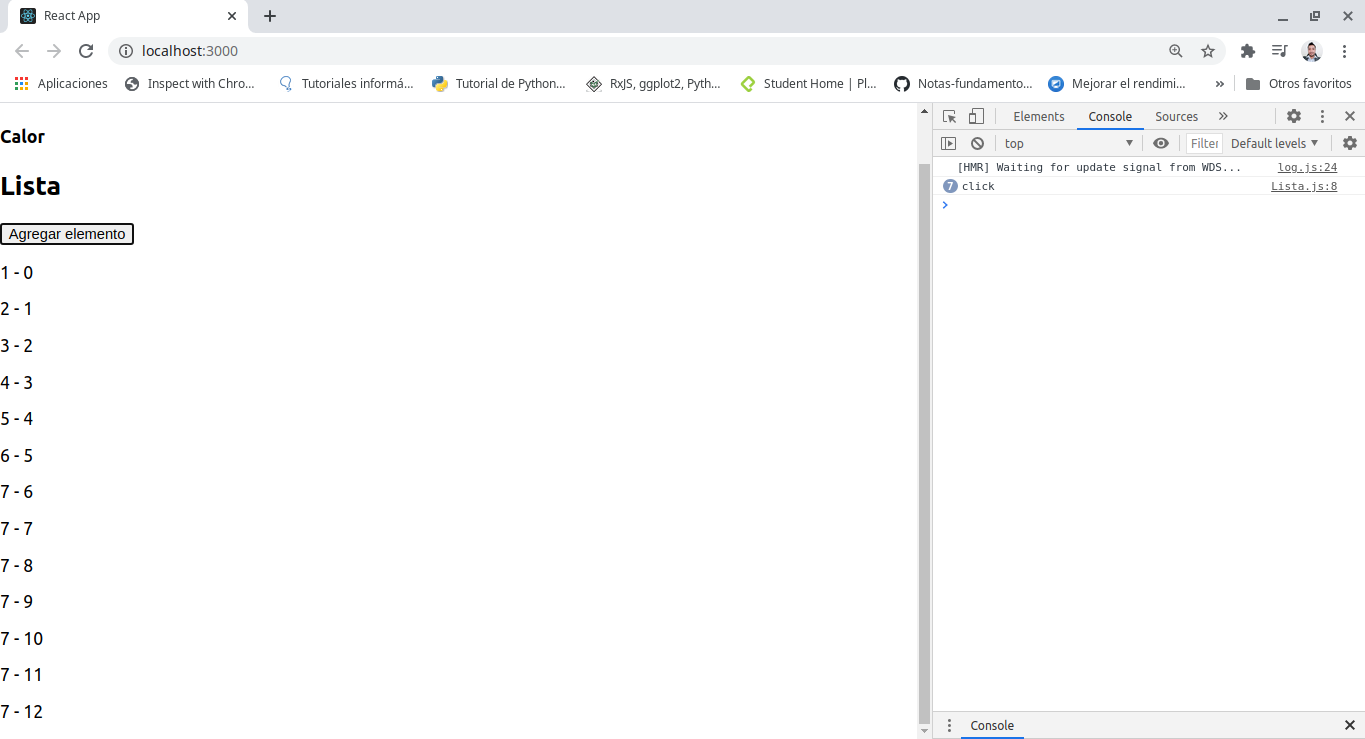 React App
localhost:3000
Aplicaciones
Inspect with Chro...
Tutoriales informá...
Tutorial de Python...
RxJS, ggplot2, Pyth...
Student Home | Pl...
Notas-fundamento...
Mejorar el rendimi...
»
Otros favoritos
Calor
Lista
Agregar elemento
1 - 0
2 - 1
3 - 2
4 - 3
5 - 4
6 - 5
7 - 6
7 - 7
7 - 8
7 - 9
7 - 10
7 - 11
7 - 12
Elements
Console
Sources
»
top
Filter
Default levels
[HMR] Waiting for update signal from WDS...
log.js:24
7 click
Lista.js:8
Console